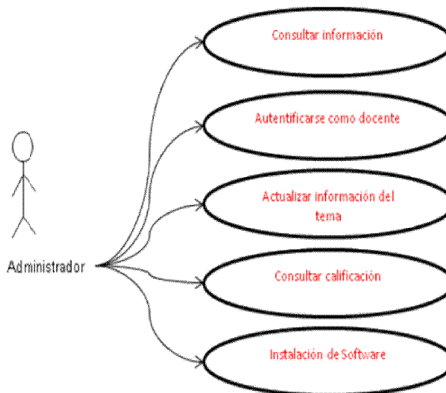 Consultar información
Autentificarse como docente
Actualizar información del
tema
Administrador
Consultar calificación
Instalación de Software